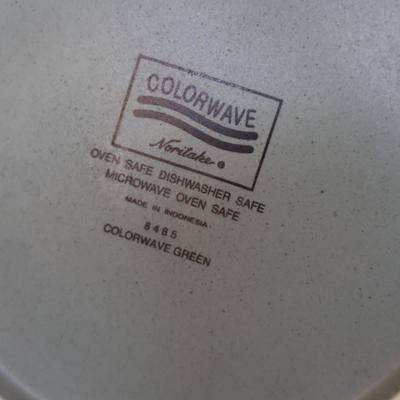 COLORWAVE
Noritake ®
OVEN SAFE DISHWASHER SAFE
MICROWAVE OVEN SAFE
MADE IN INDONESIA
8485
COLORWAVE GREEN